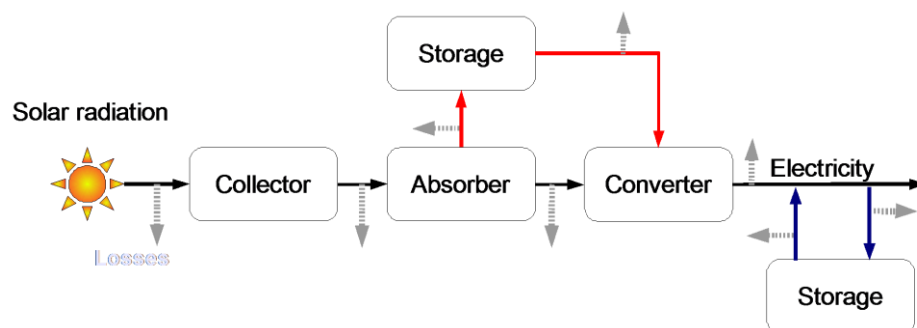 Storage
Solar radiation
Collector
Absorber
Converter
Electricity
Losses
Storage